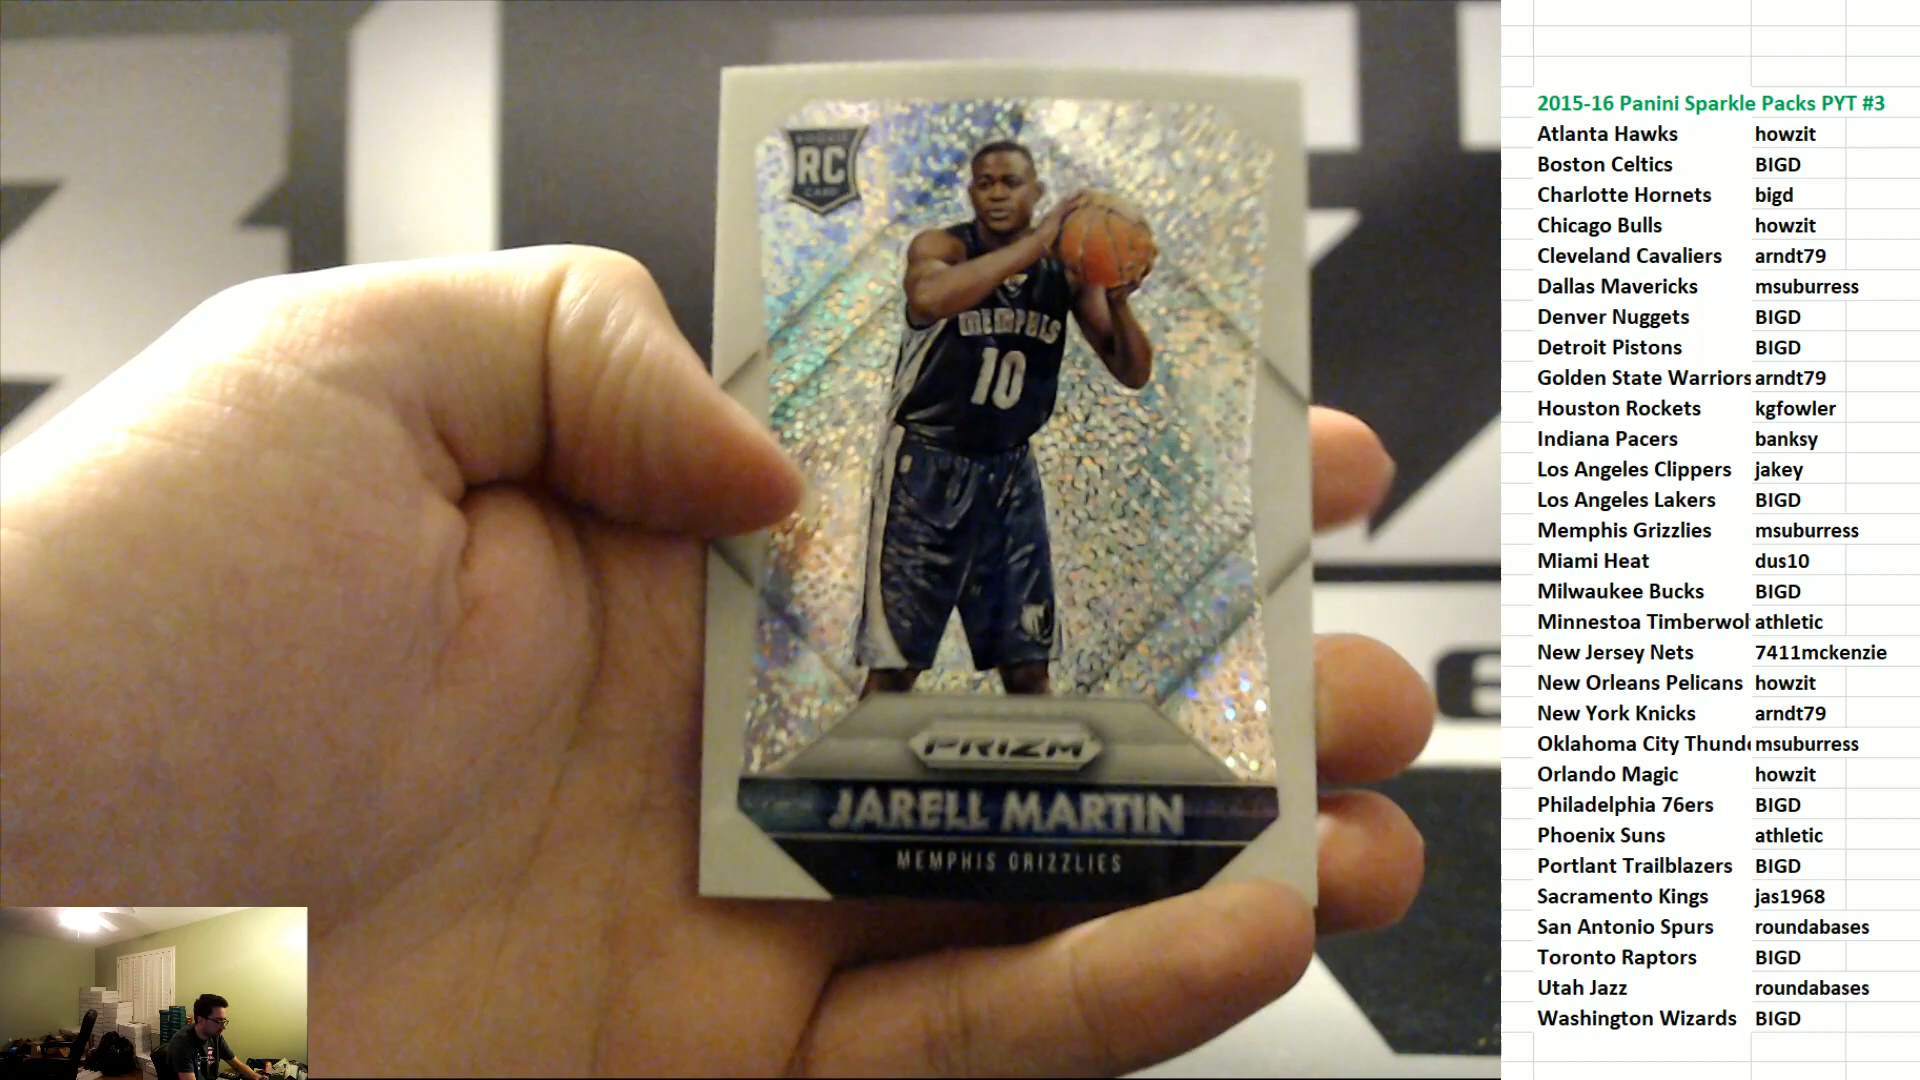 ROOKIE
RC
CARD
MEMPHIS
10
PRIZM
JARELL MARTIN
MEMPHIS GRIZZLIES
2015-16 Panini Sparkle Packs PYT #3
Atlanta Hawks howzit
Boston Celtics BIGD
Charlotte Hornets bigd
Chicago Bulls howzit
Cleveland Cavaliers arndt79
Dallas Mavericks msuburress
Denver Nuggets BIGD
Detroit Pistons BIGD
Golden State Warriors arndt79
Houston Rockets kgfowler
Indiana Pacers banksy
Los Angeles Clippers jakey
Los Angeles Lakers BIGD
Memphis Grizzlies msuburress
Miami Heat dus10
Milwaukee Bucks BIGD
Minnestoa Timberwol athletic
New Jersey Nets 7411mckenzie
New Orleans Pelicans howzit
New York Knicks arndt79
Oklahoma City Thunde msuburress
Orlando Magic howzit
Philadelphia 76ers BIGD
Phoenix Suns athletic
Portlant Trailblazers BIGD
Sacramento Kings jas1968
San Antonio Spurs roundabases
Toronto Raptors BIGD
Utah Jazz roundabases
Washington Wizards BIGD